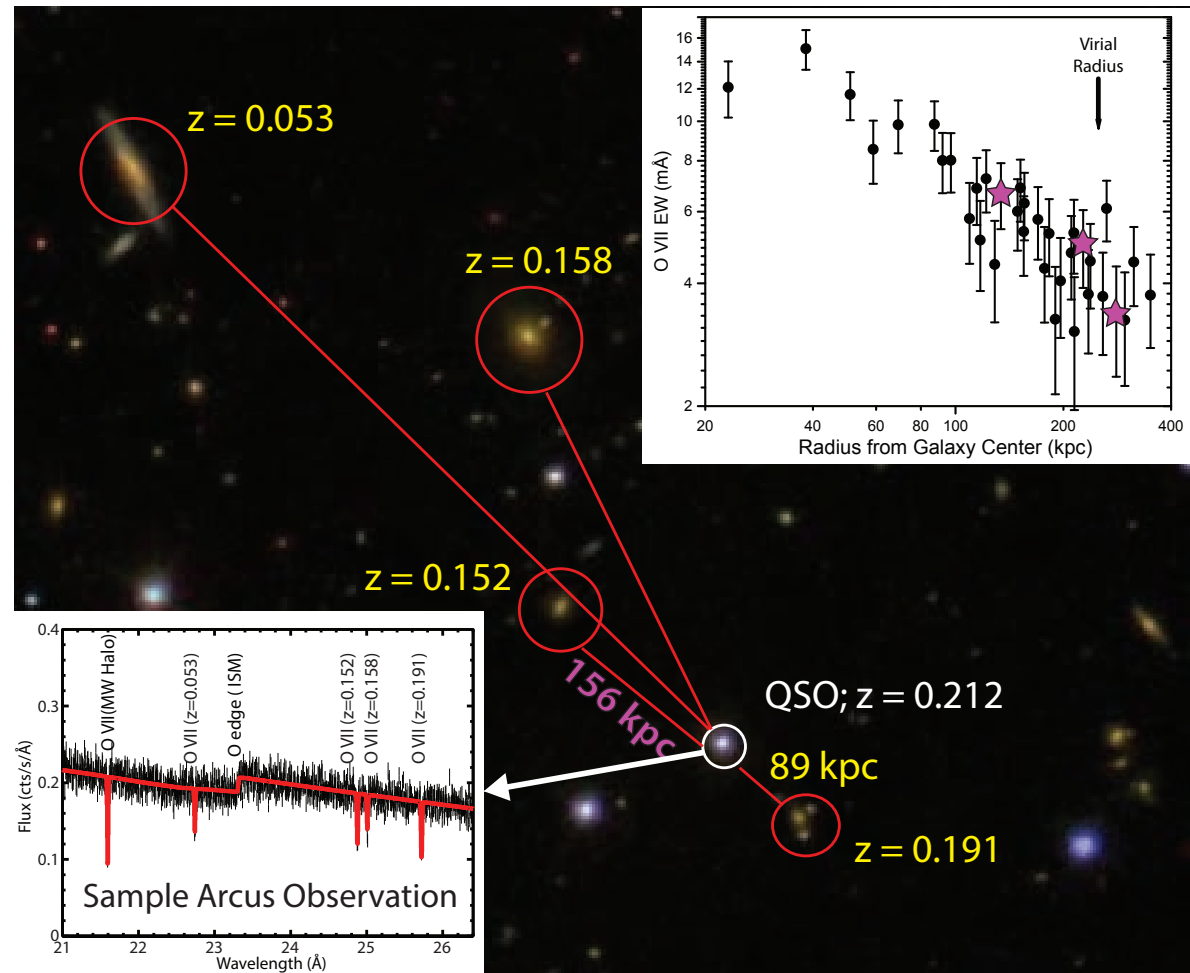 z = 0.053
z = 0.158
z = 0.152
156 kpc
QSO; z = 0.212
89 kpc
z = 0.191
16
14
12
10
8
6
4
2
20
40
60
80
100
200
400
O VII EW (mÅ)
Radius from Galaxy Center (kpc)
Virial
Radius
0.4
0.3
0.2
0.1
0
21
22
23
24
25
26
Flux (cts/s/Å)
Wavelength (Å)
O VII(MW Halo)
O VII (z=0.053)
O edge (ISM)
O VII (z=0.152)
O VII (z=0.158)
O VII (z=0.191)
Sample Arcus Observation